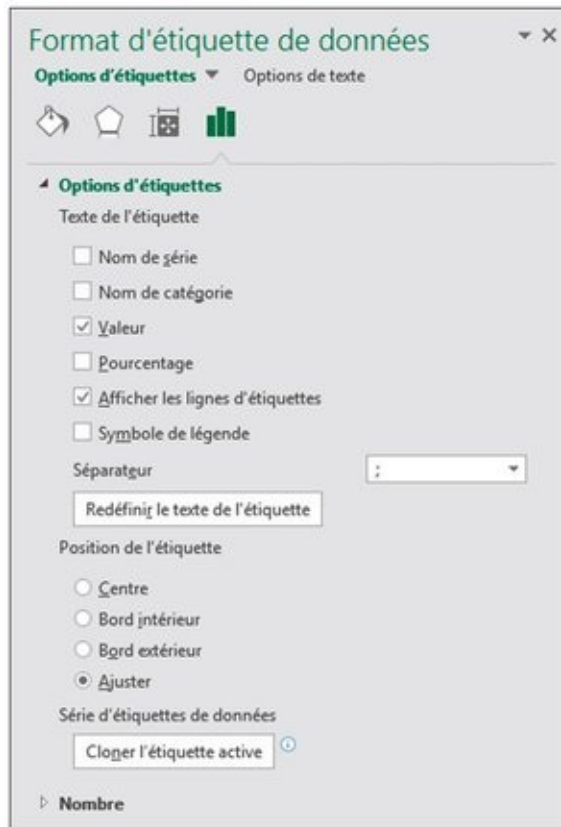 Format d'étiquette de données
Options d'étiquettes Options de texte
Options d'étiquettes
Texte de l'étiquette
Nom de série
Nom de catégorie
Valeur
Pourcentage
Afficher les lignes d'étiquettes
Symbole de légende
Séparateur ;
Redéfinir le texte de l'étiquette
Position de l'étiquette
Centre
Bord intérieur
Bord extérieur
Ajuster
Série d'étiquettes de données
Cloner l'étiquette active
Nombre